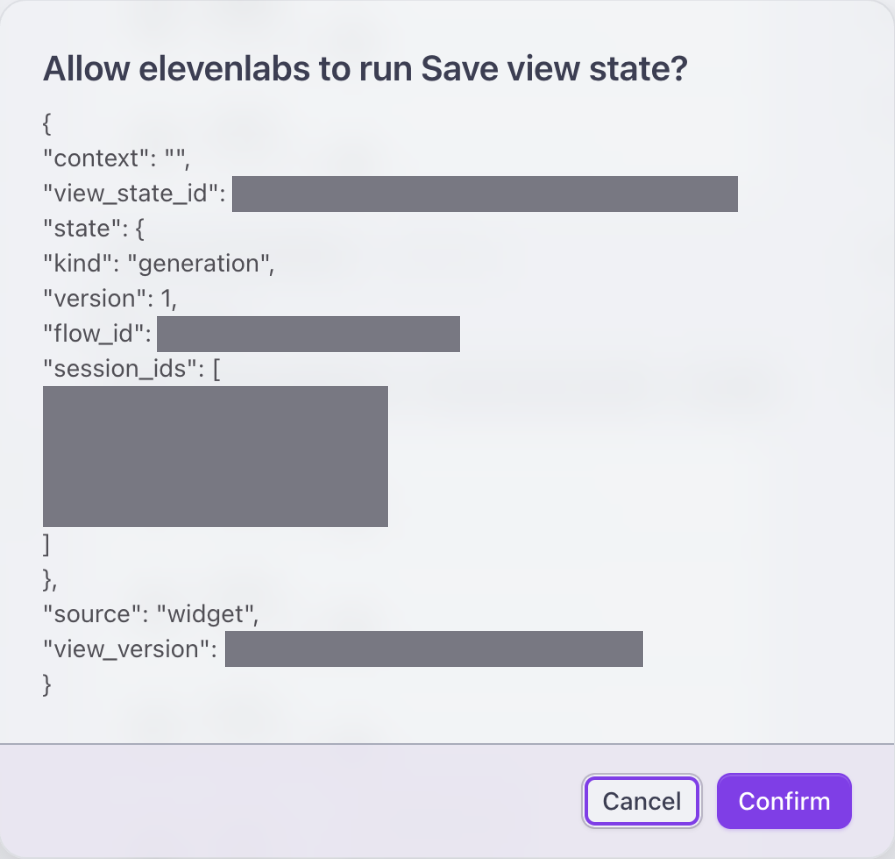 Allow elevenlabs to run Save view state?
{
"context": "",
"view_state_id":
"state": {
"kind": "generation",
"version": 1,
"flow_id":
"session_ids": [
]
},
"source": "widget",
"view_version":
}
Cancel
Confirm